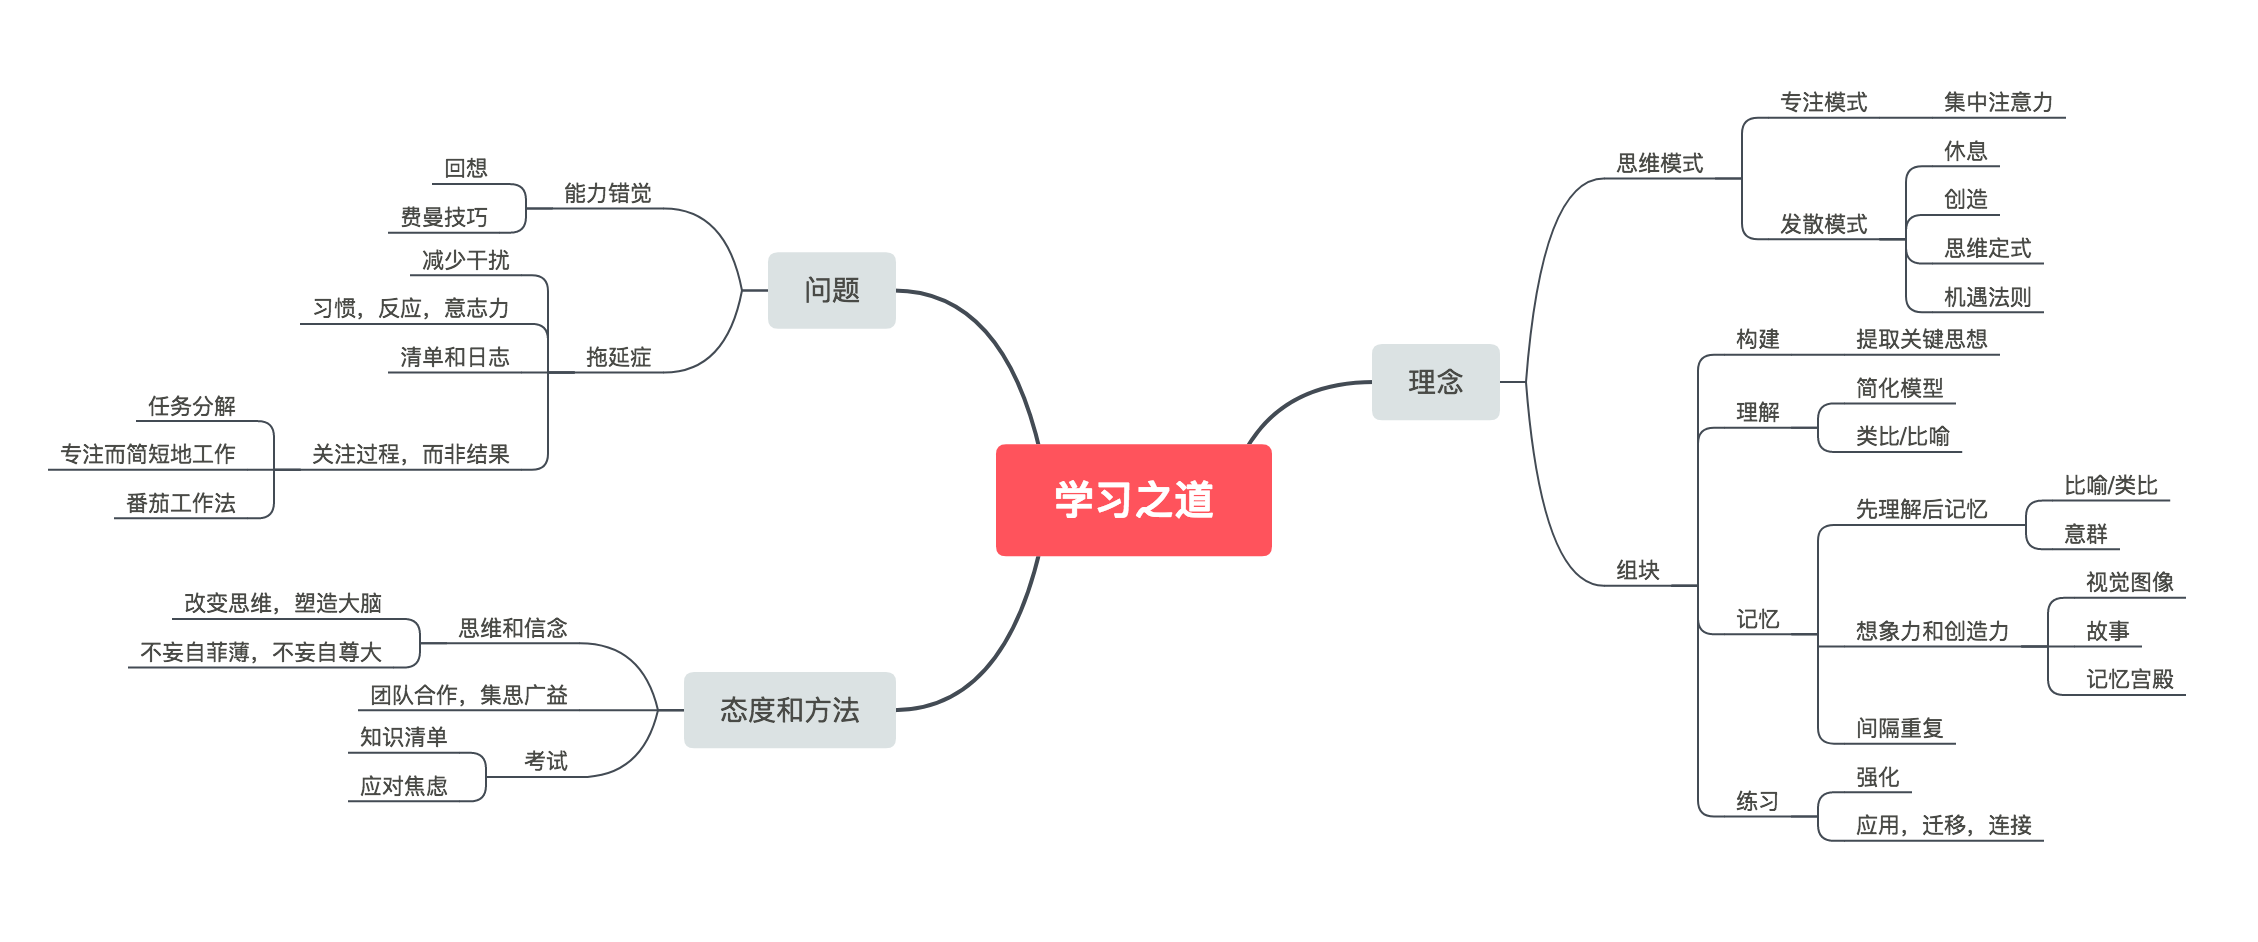 学习之道
理念
思维模式
专注模式
集中注意力
发散模式
休息
创造
思维定式
机遇法则
组块
构建
提取关键思想
理解
简化模型
类比/比喻
记忆
先理解后记忆
比喻/类比
意群
想象力和创造力
视觉图像
故事
记忆宫殿
间隔重复
练习
强化
应用，迁移，连接
问题
能力错觉
回想
费曼技巧
拖延症
减少干扰
习惯，反应，意志力
清单和日志
关注过程，而非结果
任务分解
专注而简短地工作
番茄工作法
态度和方法
思维和信念
改变思维，塑造大脑
不妄自菲薄，不妄自尊大
团队合作，集思广益
考试
知识清单
应对焦虑